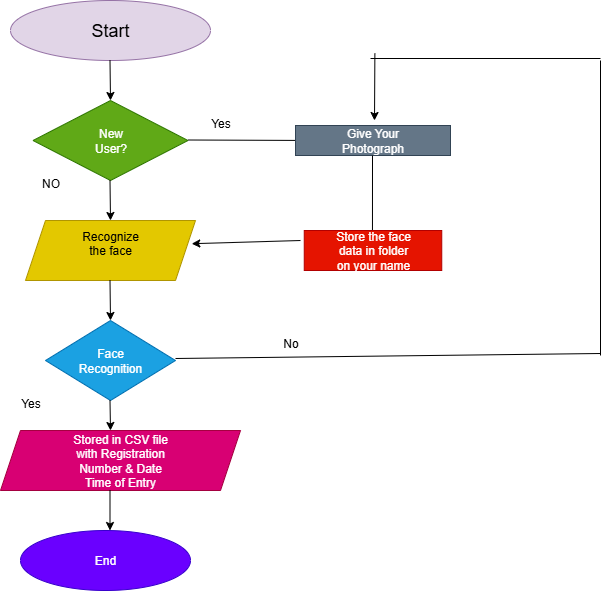 Start
New
User?
Yes
Give Your
Photograph
NO
Recognize
the face
Store the face
data in folder
on your name
Face
Recognition
No
Yes
Stored in CSV file
with Registration
Number & Date
Time of Entry
End